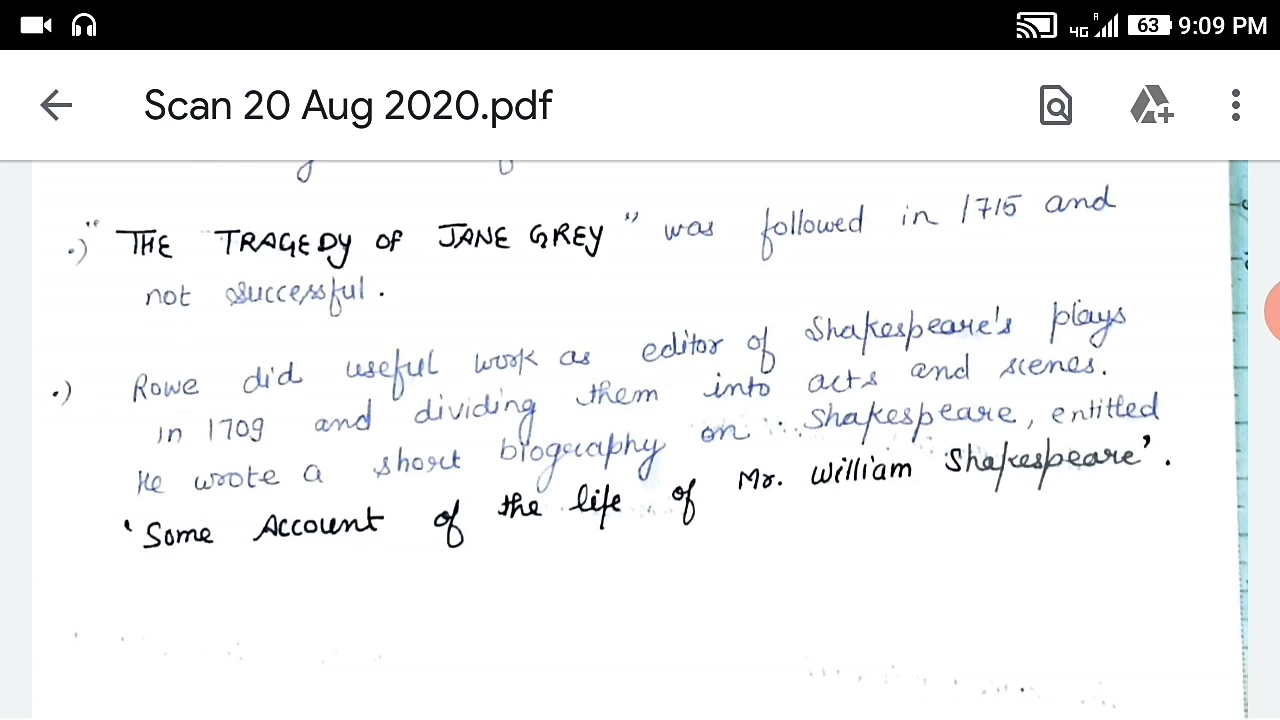 4G R 63 9:09 PM
Scan 20 Aug 2020.pdf
.) "THE TRAGEDY OF JANE GREY" was followed in 1715 and
not successful.
.) Rowe did useful work as editor of Shakespeare's plays
in 1709 and dividing them into acts and scenes.
He wrote a short biography on Shakespeare, entitled
'Some Account of the life of Mr. William Shakespeare'.